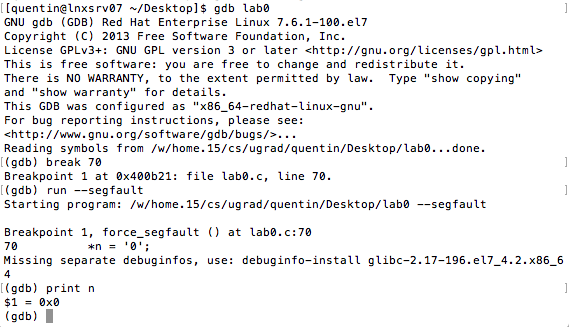 [[quentin@lnxsrv07 ~/Desktop]$ gdb lab0 ]
GNU gdb (GDB) Red Hat Enterprise Linux 7.6.1-100.el7
Copyright (C) 2013 Free Software Foundation, Inc.
License GPLv3+: GNU GPL version 3 or later <http://gnu.org/licenses/gpl.html>
This is free software: you are free to change and redistribute it.
There is NO WARRANTY, to the extent permitted by law.  Type "show copying"
and "show warranty" for details.
This GDB was configured as "x86_64-redhat-linux-gnu".
For bug reporting instructions, please see:
<http://www.gnu.org/software/gdb/bugs/>...
Reading symbols from /w/home.15/cs/ugrad/quentin/Desktop/lab0...done.
[(gdb) break 70 ]
Breakpoint 1 at 0x400b21: file lab0.c, line 70.
[(gdb) run --segfault ]
Starting program: /w/home.15/cs/ugrad/quentin/Desktop/lab0 --segfault
Breakpoint 1, force_segfault () at lab0.c:70
70 *n = '0';
Missing separate debuginfos, use: debuginfo-install glibc-2.17-196.el7_4.2.x86_6
4
[(gdb) print n ]
$1 = 0x0
(gdb)